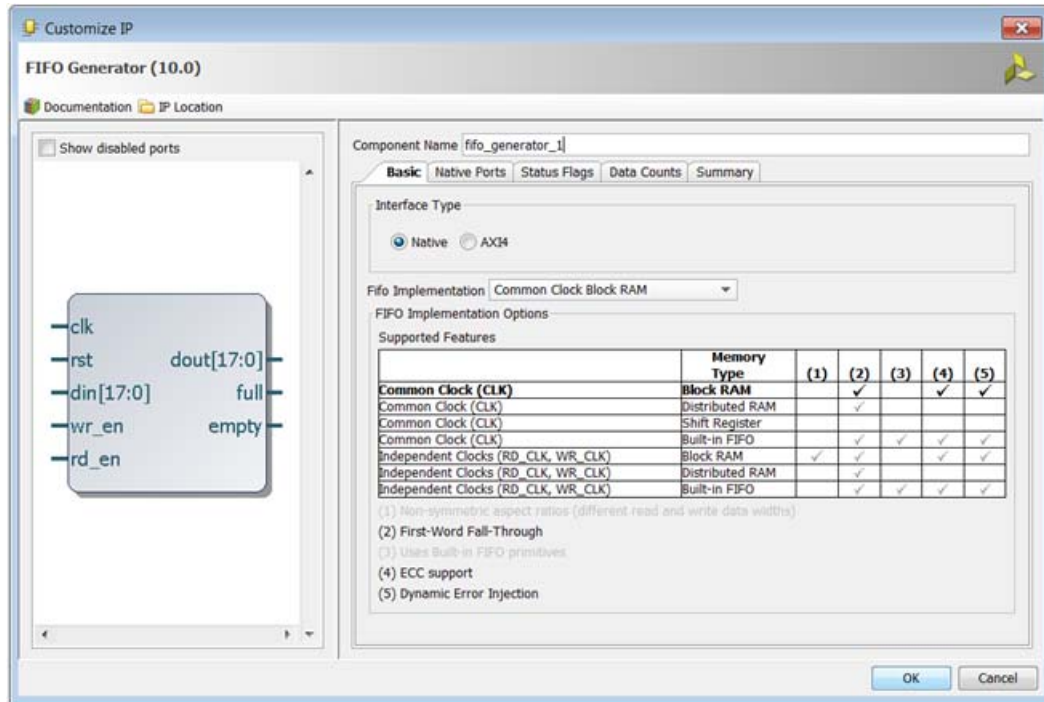 Customize IP
FIFO Generator (10.0)
Documentation IP Location
Show disabled ports
clk
rst
din[17:0]
wr_en
rd_en
dout[17:0]
full
empty
Component Name fifo_generator_1
Basic Native Ports Status Flags Data Counts Summary
Interface Type
Native AXI4
Fifo Implementation Common Clock Block RAM
FIFO Implementation Options
Supported Features
Memory Type (1) (2) (3) (4) (5)
Common Clock (CLK) Block RAM ✓ ✓ ✓
Common Clock (CLK) Distributed RAM ✓
Common Clock (CLK) Shift Register
Common Clock (CLK) Built-in FIFO ✓ ✓ ✓ ✓
Independent Clocks (RD_CLK, WR_CLK) Block RAM ✓ ✓ ✓ ✓
Independent Clocks (RD_CLK, WR_CLK) Distributed RAM ✓
Independent Clocks (RD_CLK, WR_CLK) Built-in FIFO ✓ ✓ ✓ ✓
(1) Non-symmetric aspect ratios (different read and write data widths)
(2) First-Word Fall-Through
(3) Uses Built-in FIFO primitives
(4) ECC support
(5) Dynamic Error Injection
OK Cancel